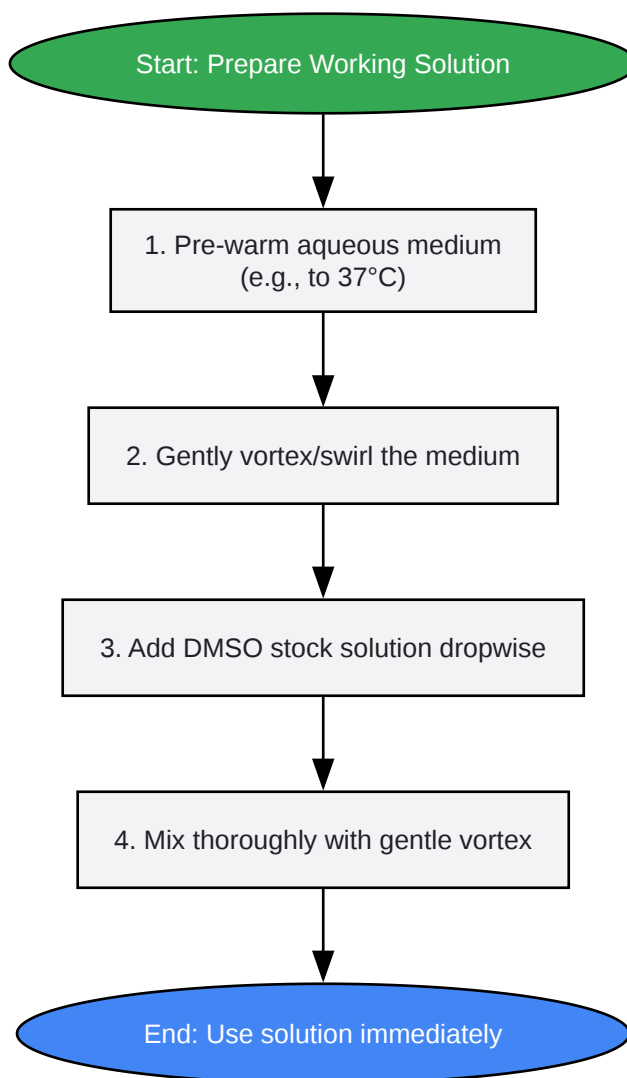 Start: Prepare Working Solution
1. Pre-warm aqueous medium
(e.g., to 37°C)
2. Gently vortex/swirl the medium
3. Add DMSO stock solution dropwise
4. Mix thoroughly with gentle vortex
End: Use solution immediately